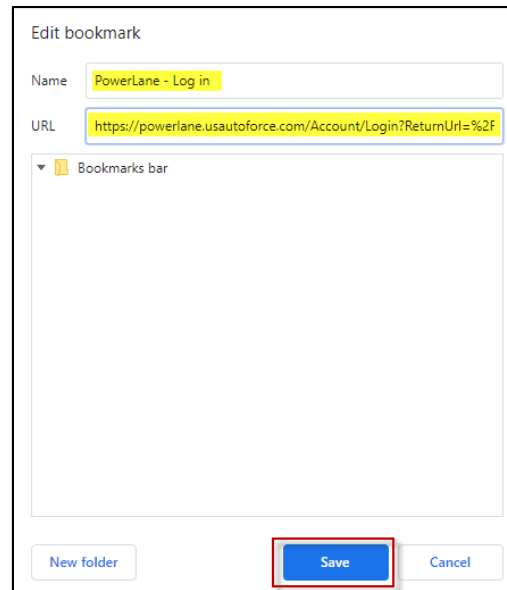 Edit bookmark
Name PowerLane - Log in
URL https://powerlane.usautoforce.com/Account/Login?ReturnUrl=%2F
Bookmarks bar
New folder Save Cancel